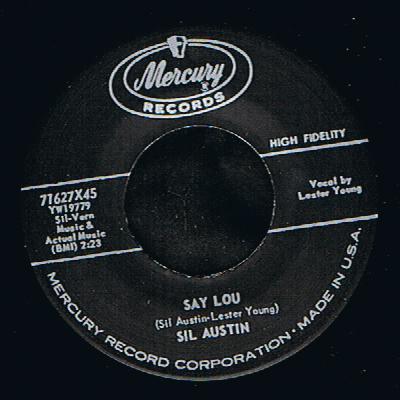 Mercury
®
RECORDS
HIGH FIDELITY
71627X45
YW19779
Sil-Vern
Music &
Actual Music
(BMI) 2:23
Vocal by
Lester Young
SAY LOU
(Sil Austin-Lester Young)
SIL AUSTIN
MERCURY RECORD CORPORATION • MADE IN U.S.A.